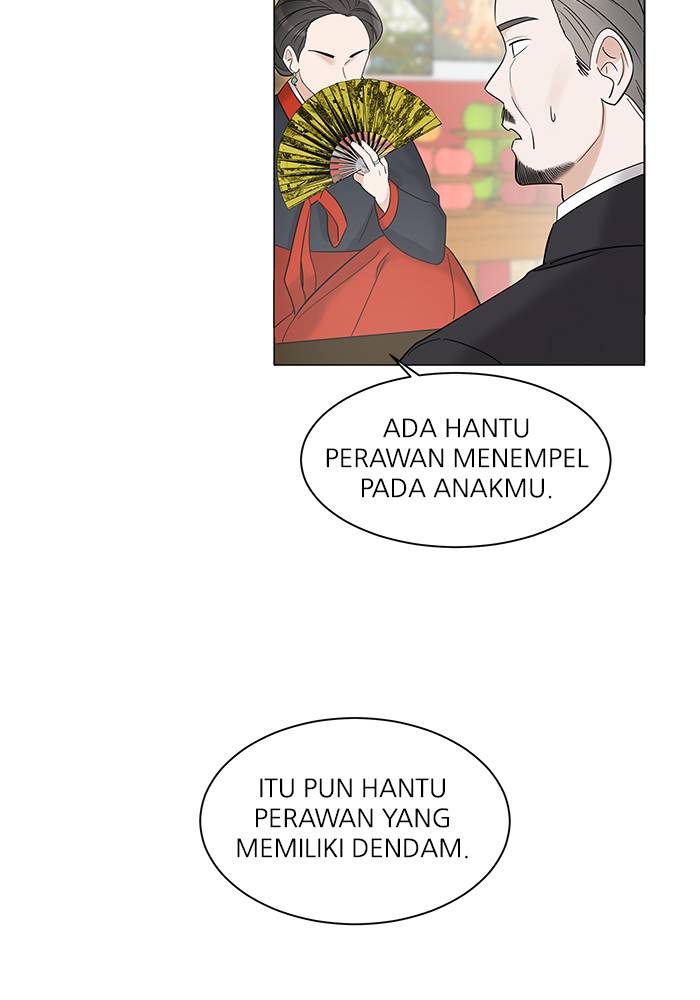 ADA HANTU
PERAWAN MENEMPEL
PADA ANAKMU.
ITU PUN HANTU
PERAWAN YANG
MEMILIKI DENDAM.